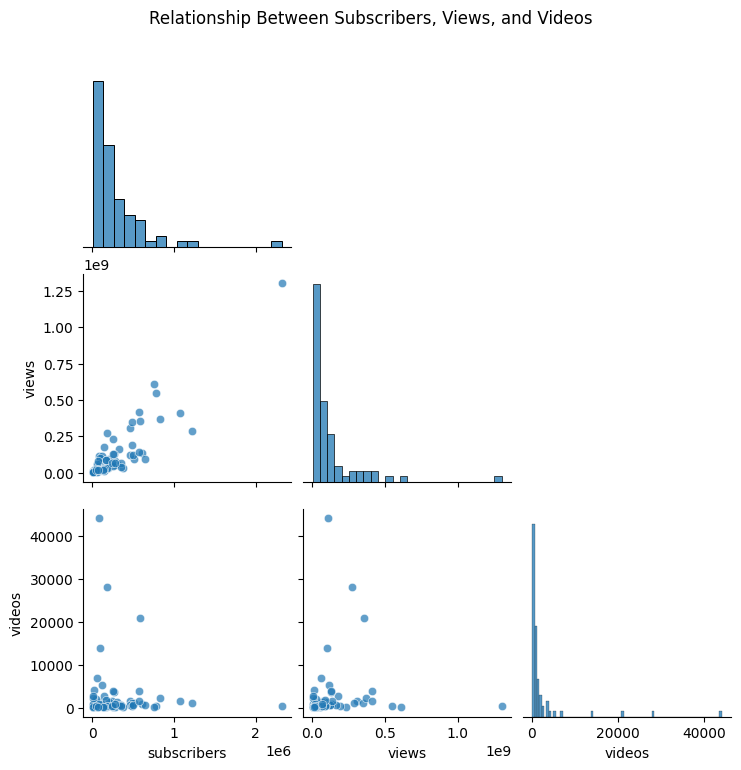 Relationship Between Subscribers, Views, and Videos
1e9
1.25
1.00
0.75
0.50
0.25
0.00
views
40000
30000
20000
10000
0
videos
0 1 2
1e6
subscribers
0.0 0.5 1.0
1e9
views
0 20000 40000
videos